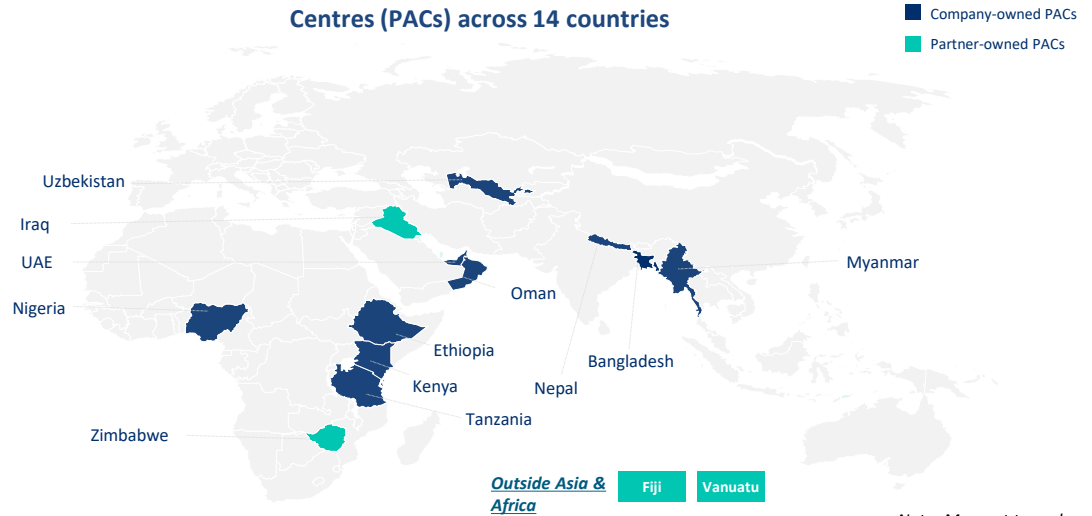 Centres (PACs) across 14 countries
Company-owned PACs
Partner-owned PACs
Uzbekistan
Iraq
UAE
Nigeria
Oman
Myanmar
Ethiopia
Bangladesh
Kenya
Nepal
Tanzania
Zimbabwe
Outside Asia &
Africa
Fiji
Vanuatu